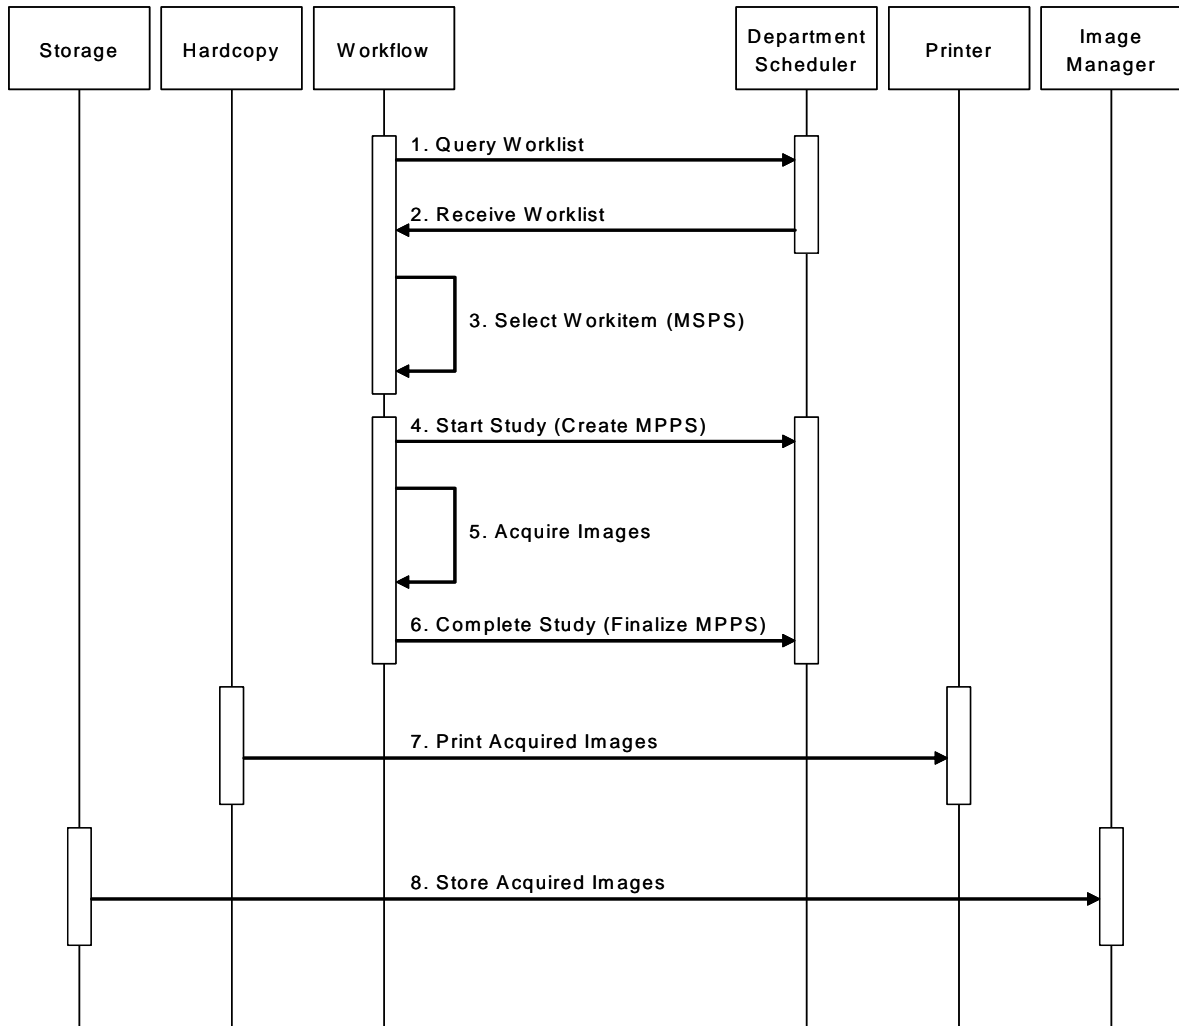 Storage
Hardcopy
Workflow
Department
Scheduler
Printer
Image
Manager
1. Query Worklist
2. Receive Worklist
3. Select Workitem (MSPS)
4. Start Study (Create MPPS)
5. Acquire Images
6. Complete Study (Finalize MPPS)
7. Print Acquired Images
8. Store Acquired Images